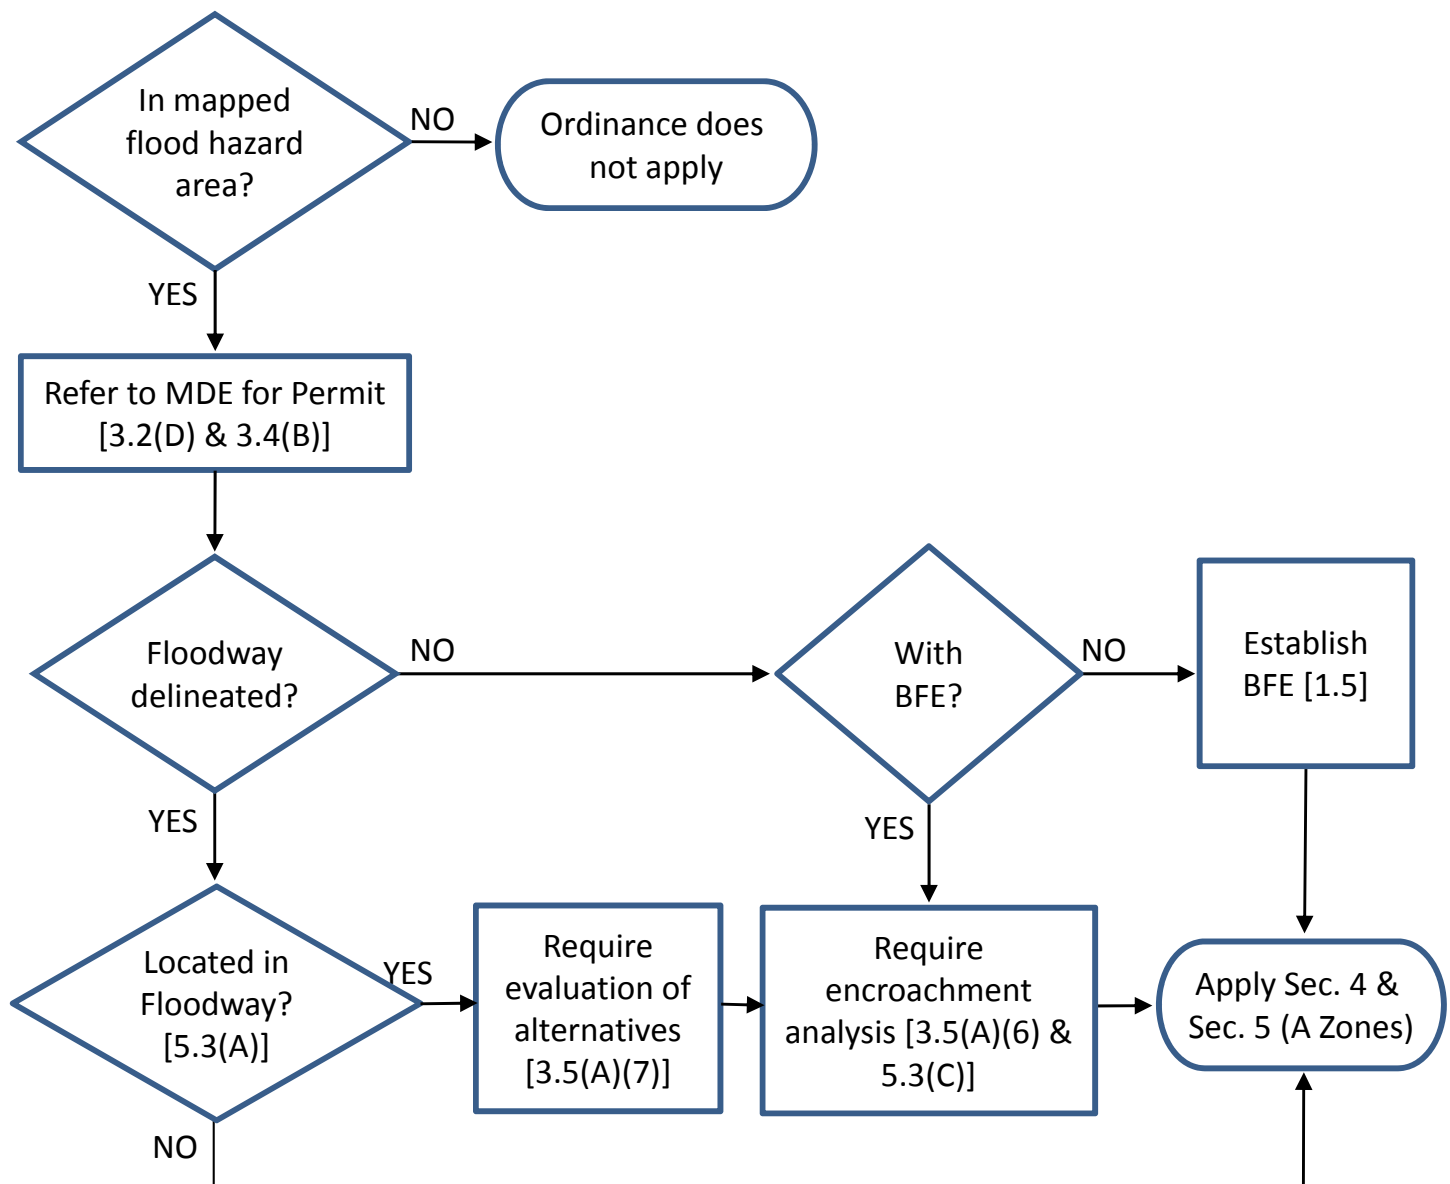 In mapped
flood hazard
area?
NO
Ordinance does
not apply
YES
Refer to MDE for Permit
[3.2(D) & 3.4(B)]
Floodway
delineated?
NO
With
BFE?
NO
Establish
BFE [1.5]
YES
YES
Located in
Floodway?
[5.3(A)]
YES
Require
evaluation of
alternatives
[3.5(A)(7)]
Require
encroachment
analysis [3.5(A)(6) &
5.3(C)]
Apply Sec. 4 &
Sec. 5 (A Zones)
NO